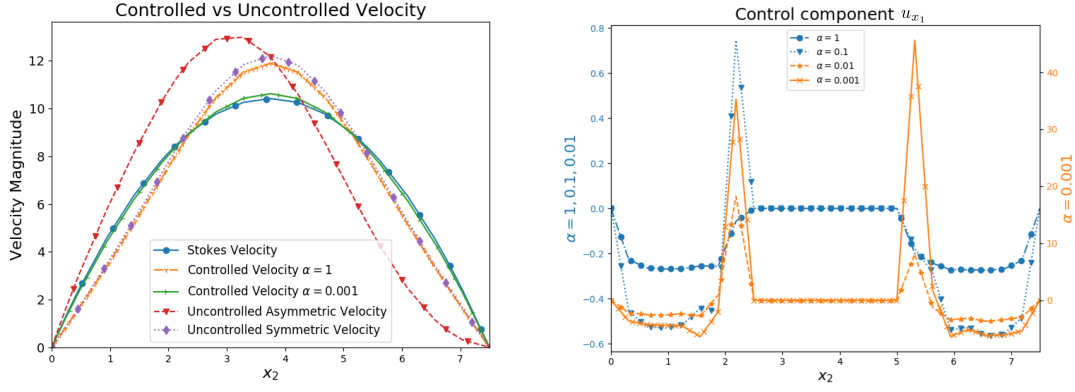 Controlled vs Uncontrolled Velocity
Velocity Magnitude
12
10
8
6
4
2
0
Stokes Velocity
Controlled Velocity α = 1
Controlled Velocity α = 0.001
Uncontrolled Asymmetric Velocity
Uncontrolled Symmetric Velocity
0 1 2 3 4 5 6 7
x₂
Control component u_{x₁}
α = 1, 0.1, 0.01
0.8
0.6
0.4
0.2
0.0
−0.2
−0.4
−0.6
α = 1
α = 0.1
α = 0.01
α = 0.001
40
30
20
10
0
α = 0.001
0 1 2 3 4 5 6 7
x₂